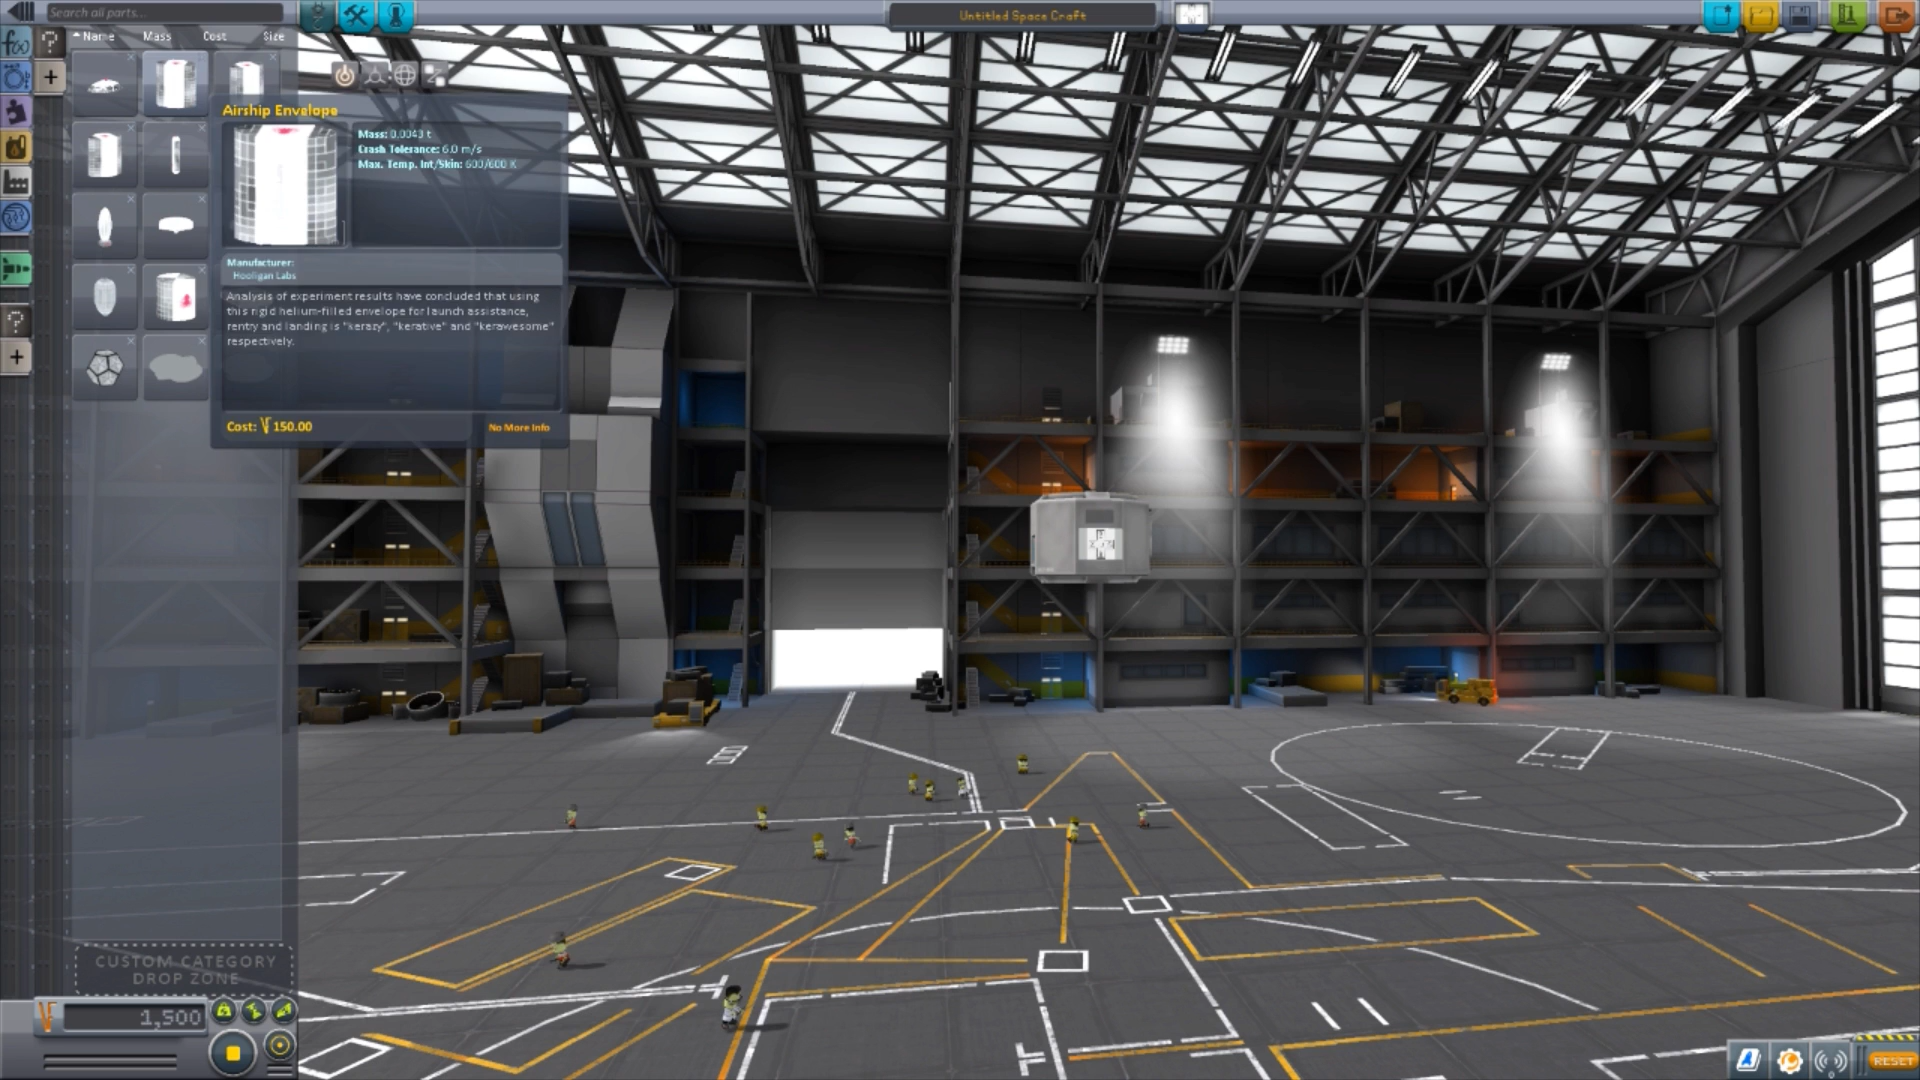 Search all parts...
Untitled Space Craft
Name Mass Cost Size
Airship Envelope
Mass: 0.0043 t
Crash Tolerance: 6.0 m/s
Max. Temp. Int/Skin: 600/600 K
Manufacturer:
Hooligan Labs
Analysis of experiment results have concluded that using
this rigid helium-filled envelope for launch assistance,
rentry and landing is "kerazy", "kerative" and "kerawesome"
respectively.
Cost: 150.00
No More Info
CUSTOM CATEGORY
DROP ZONE
1,500
RESET